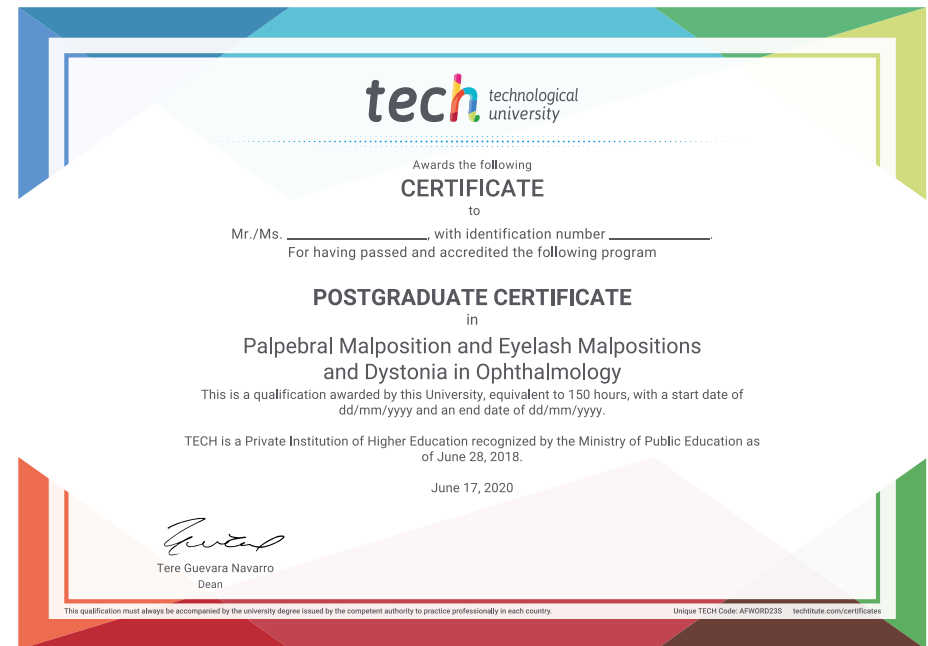 tech technological
university
Awards the following
CERTIFICATE
to
Mr./Ms. ____________________, with identification number ______________.
For having passed and accredited the following program
POSTGRADUATE CERTIFICATE
in
Palpebral Malposition and Eyelash Malpositions
and Dystonia in Ophthalmology
This is a qualification awarded by this University, equivalent to 150 hours, with a start date of
dd/mm/yyyy and an end date of dd/mm/yyyy.
TECH is a Private Institution of Higher Education recognized by the Ministry of Public Education as
of June 28, 2018.
June 17, 2020
Tere Guevara Navarro
Dean
This qualification must always be accompanied by the university degree issued by the competent authority to practice professionally in each country.
Unique TECH Code: AFWORD23S techtitute.com/certificates